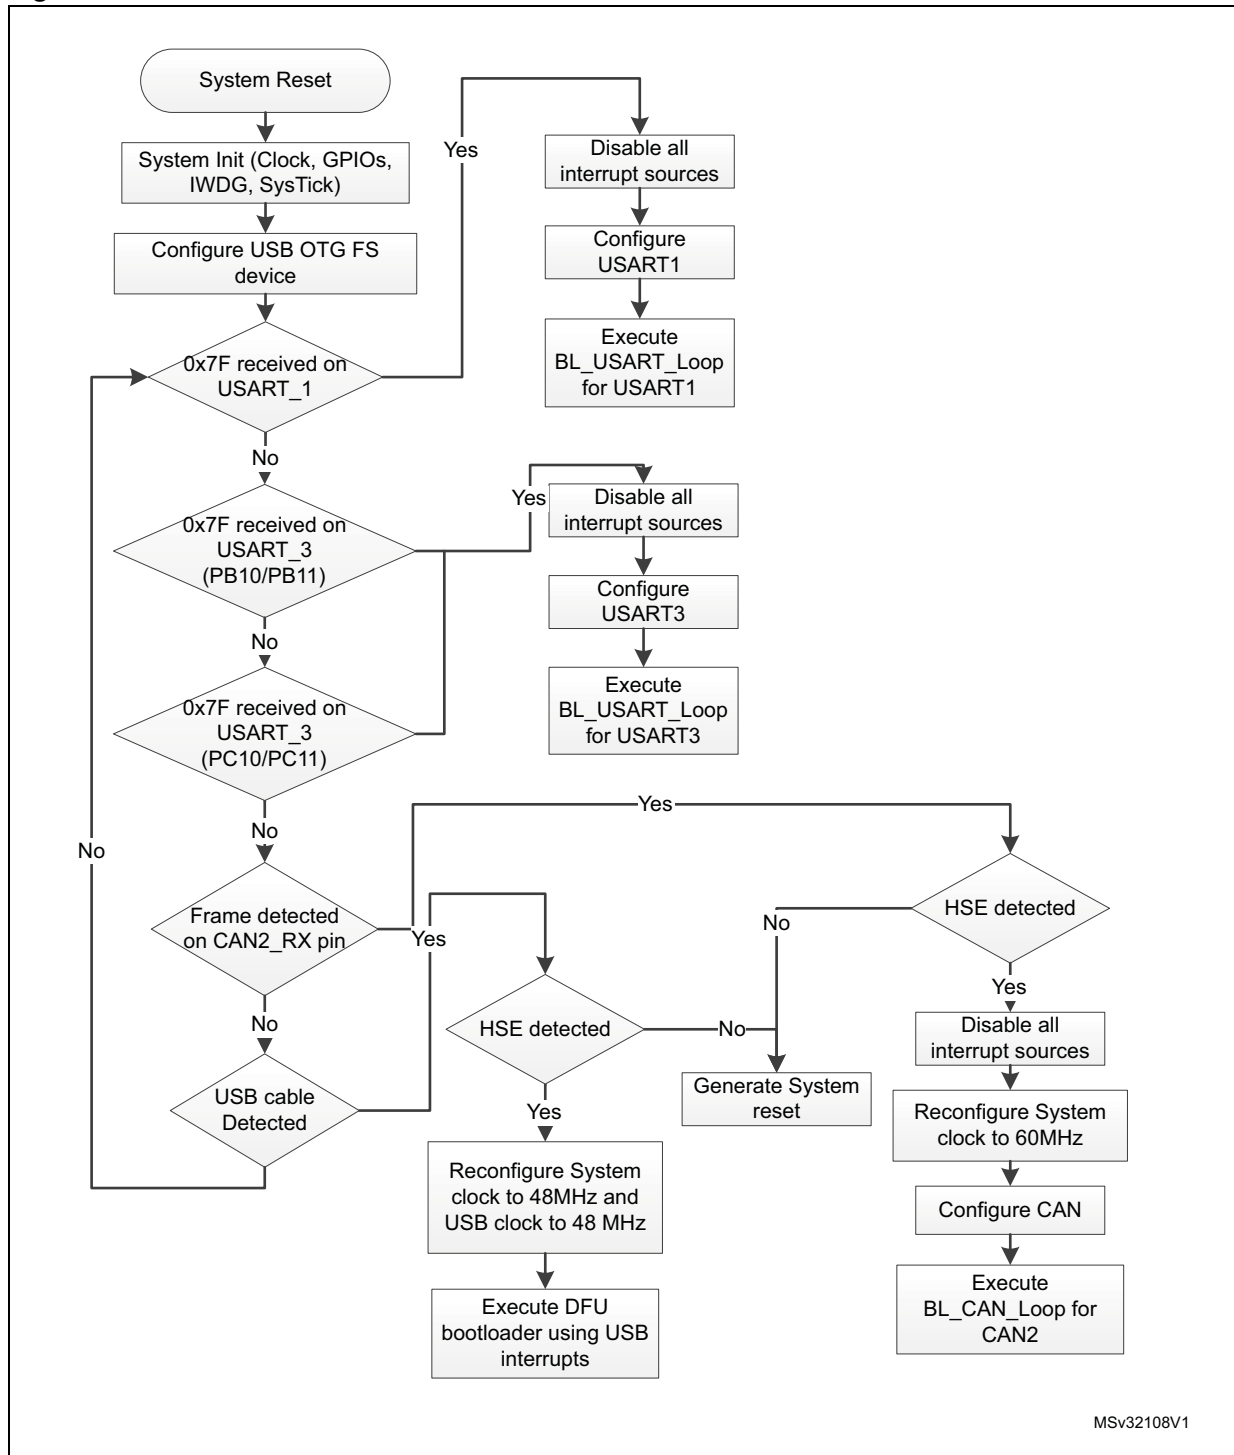 System Reset
System Init (Clock, GPIOs,
IWDG, SysTick)
Configure USB OTG FS
device
0x7F received on
USART_1
Yes
Disable all
interrupt sources
Configure
USART1
Execute
BL_USART_Loop
for USART1
No
0x7F received on
USART_3
(PB10/PB11)
Yes
Disable all
interrupt sources
Configure
USART3
Execute
BL_USART_Loop
for USART3
No
0x7F received on
USART_3
(PC10/PC11)
No
Frame detected
on CAN2_RX pin
Yes
HSE detected
No
Yes
Disable all
interrupt sources
Reconfigure System
clock to 60MHz
Configure CAN
Execute
BL_CAN_Loop for
CAN2
No
USB cable
Detected
No
Yes
HSE detected
No
Generate System
reset
Yes
Reconfigure System
clock to 48MHz and
USB clock to 48 MHz
Execute DFU
bootloader using USB
interrupts
MSv32108V1